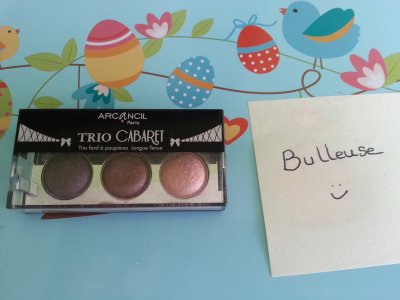 ARCANCIL
Paris
TRIO CABARET
Trio fard à paupières Longue Tenue
Bulleuse